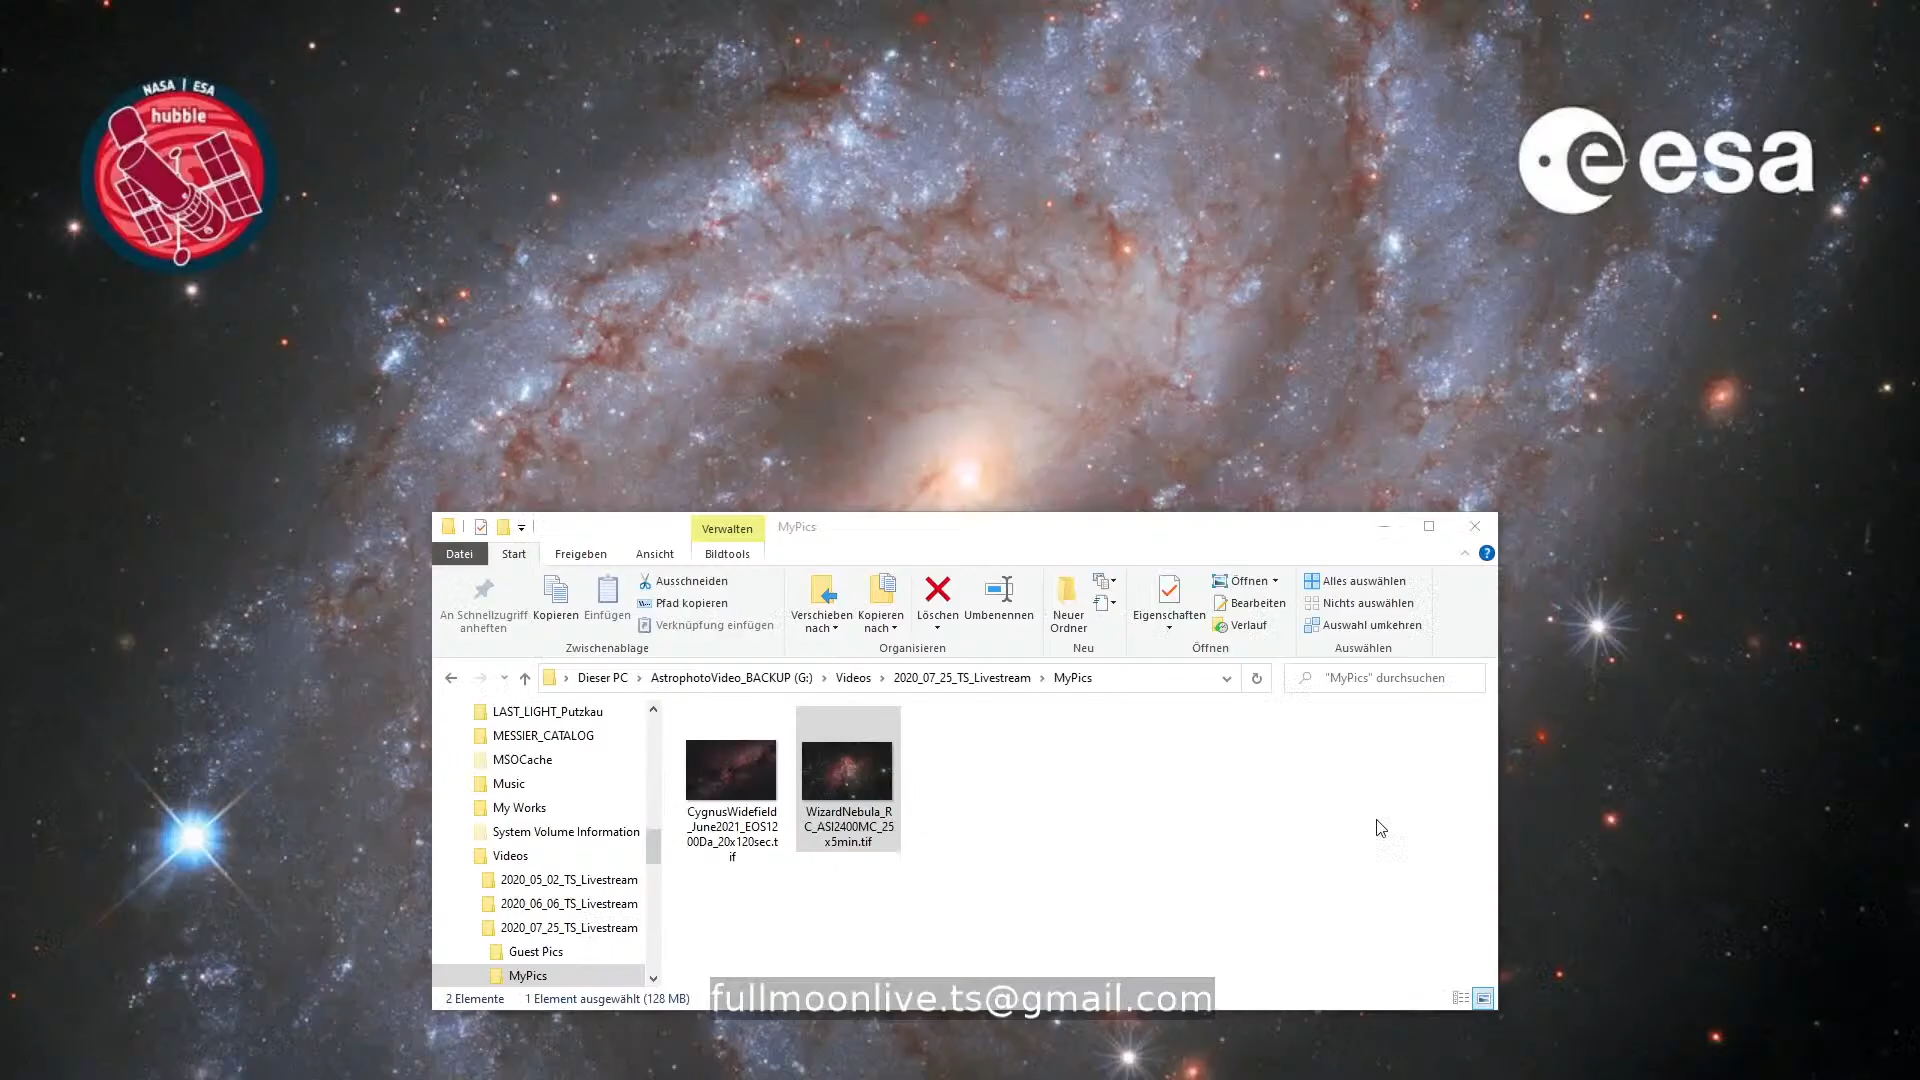 NASA | ESA
hubble
esa
Verwalten
MyPics
Datei
Start
Freigeben
Ansicht
Bildtools
An Schnellzugriff
anheften
Kopieren
Einfügen
Ausschneiden
Pfad kopieren
Verknüpfung einfügen
Zwischenablage
Verschieben
nach
Kopieren
nach
Löschen
Umbenennen
Organisieren
Neuer
Ordner
Neu
Eigenschaften
Öffnen
Bearbeiten
Verlauf
Öffnen
Alles auswählen
Nichts auswählen
Auswahl umkehren
Auswählen
Dieser PC › AstrophotoVideo_BACKUP (G:) › Videos › 2020_07_25_TS_Livestream › MyPics
"MyPics" durchsuchen
LAST_LIGHT_Putzkau
MESSIER_CATALOG
MSOCache
Music
My Works
System Volume Information
Videos
2020_05_02_TS_Livestream
2020_06_06_TS_Livestream
2020_07_25_TS_Livestream
Guest Pics
MyPics
CygnusWidefield
_June2021_EOS12
00Da_20x120sec.t
if
WizardNebula_R
C_ASI2400MC_25
x5min.tif
2 Elemente
1 Element ausgewählt (128 MB)
fullmoonlive.ts@gmail.com